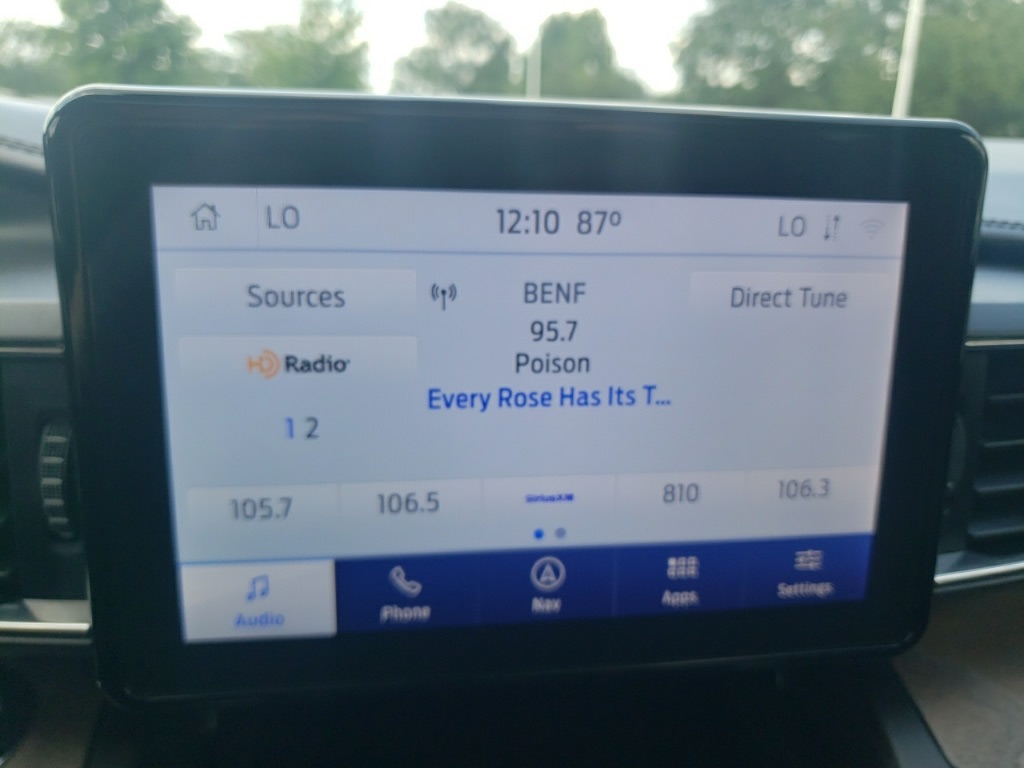 LO 12:10 87° LO
Sources BENF Direct Tune
95.7
HD Radio Poison
Every Rose Has Its T...
1 2
105.7 106.5 SiriusXM 810 106.3
Audio Phone Nav Apps Settings